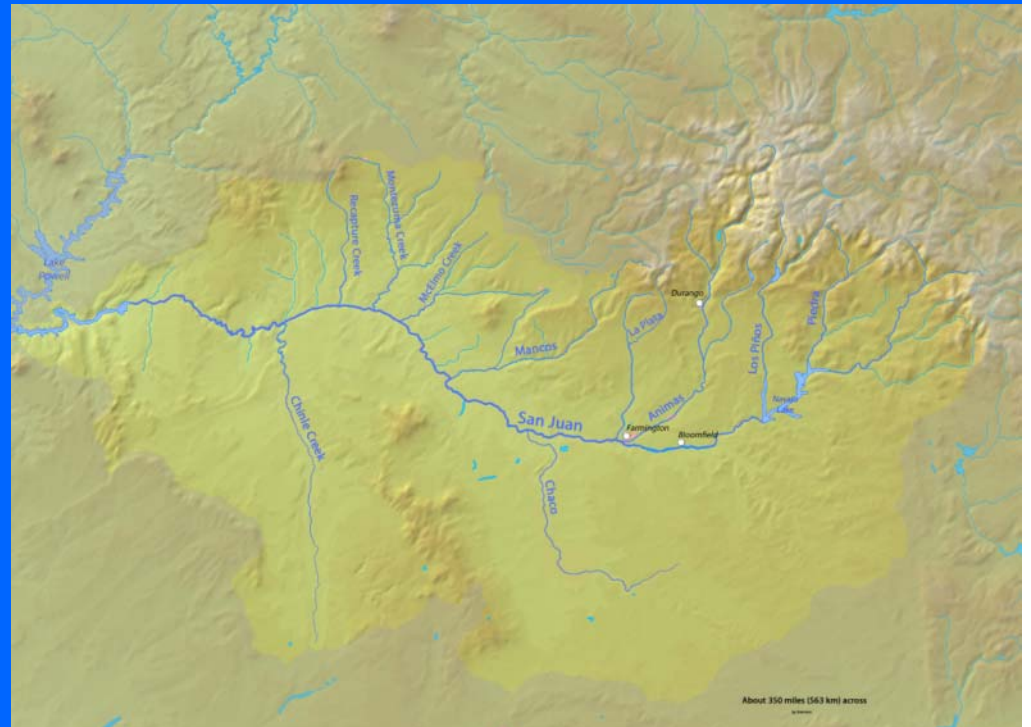 Lake
Powell
Recapture Creek
Montezuma Creek
McElmo Creek
Mancos
La Plata
Durango
Animas
Los Piños
Piedra
Navajo
Lake
San Juan
Farmington
Bloomfield
Chinle Creek
Chaco
About 350 miles (563 km) across